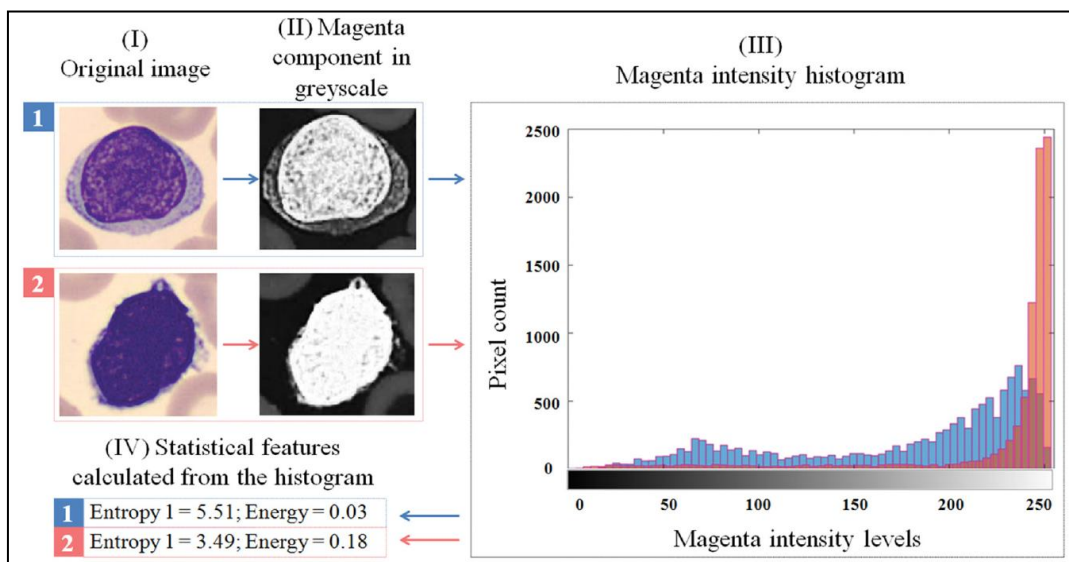 (I)
Original image
(II) Magenta
component in
greyscale
(III)
Magenta intensity histogram
1
2
2500
2000
1500
1000
500
0
Pixel count
0 50 100 150 200 250
Magenta intensity levels
(IV) Statistical features
calculated from the histogram
1 Entropy 1 = 5.51; Energy = 0.03
2 Entropy 1 = 3.49; Energy = 0.18